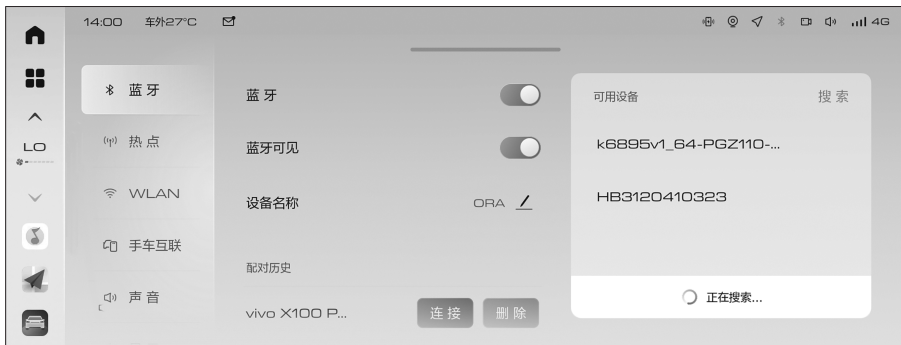 14:00 车外27°C 4G
LO
蓝牙
热点
WLAN
手车互联
声音
蓝牙
蓝牙可见
设备名称 ORA
配对历史
vivo X100 P... 连接 删除
可用设备 搜索
k6895v1_64-PGZ110-...
HB3120410323
正在搜索...